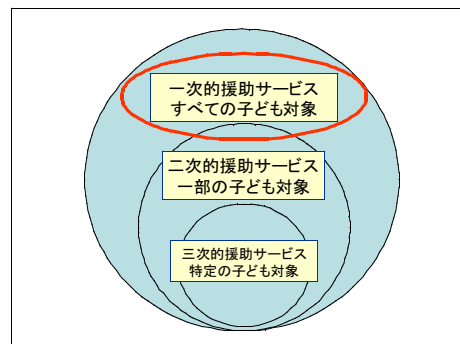 一次的援助サービス
すべての子ども対象
二次的援助サービス
一部の子ども対象
三次的援助サービス
特定の子ども対象